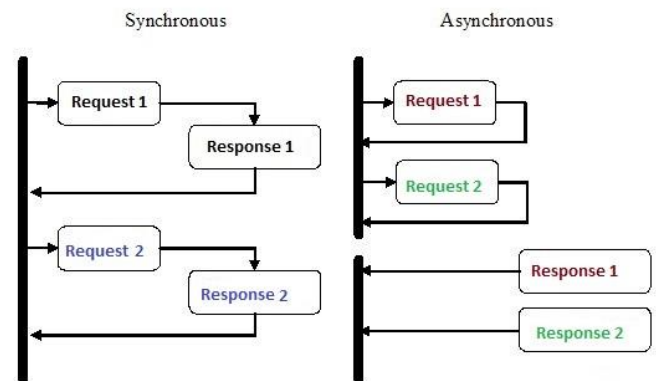 Synchronous
Request 1
Response 1
Request 2
Response 2
Asynchronous
Request 1
Request 2
Response 1
Response 2